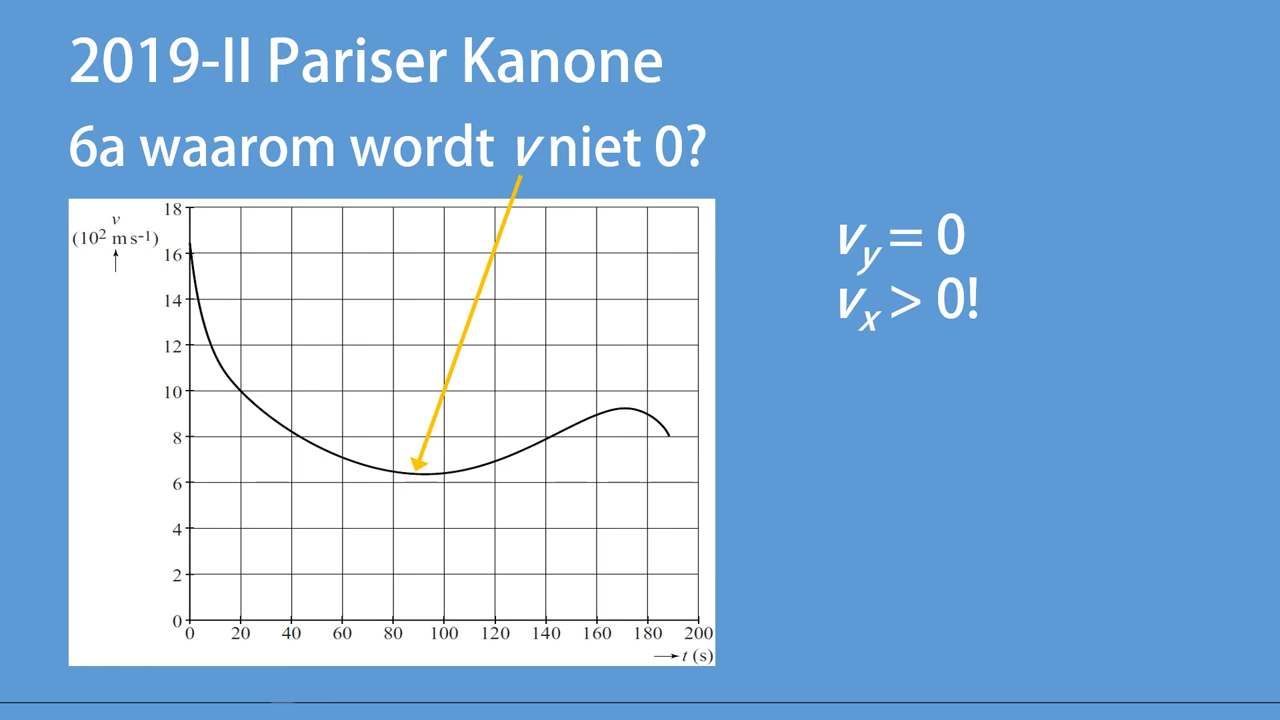 2019-II Pariser Kanone
6a waarom wordt v niet 0?
v
(10² m s⁻¹)
18
16
14
12
10
8
6
4
2
0
0 20 40 60 80 100 120 140 160 180 200
t (s)
v_y = 0
v_x > 0!